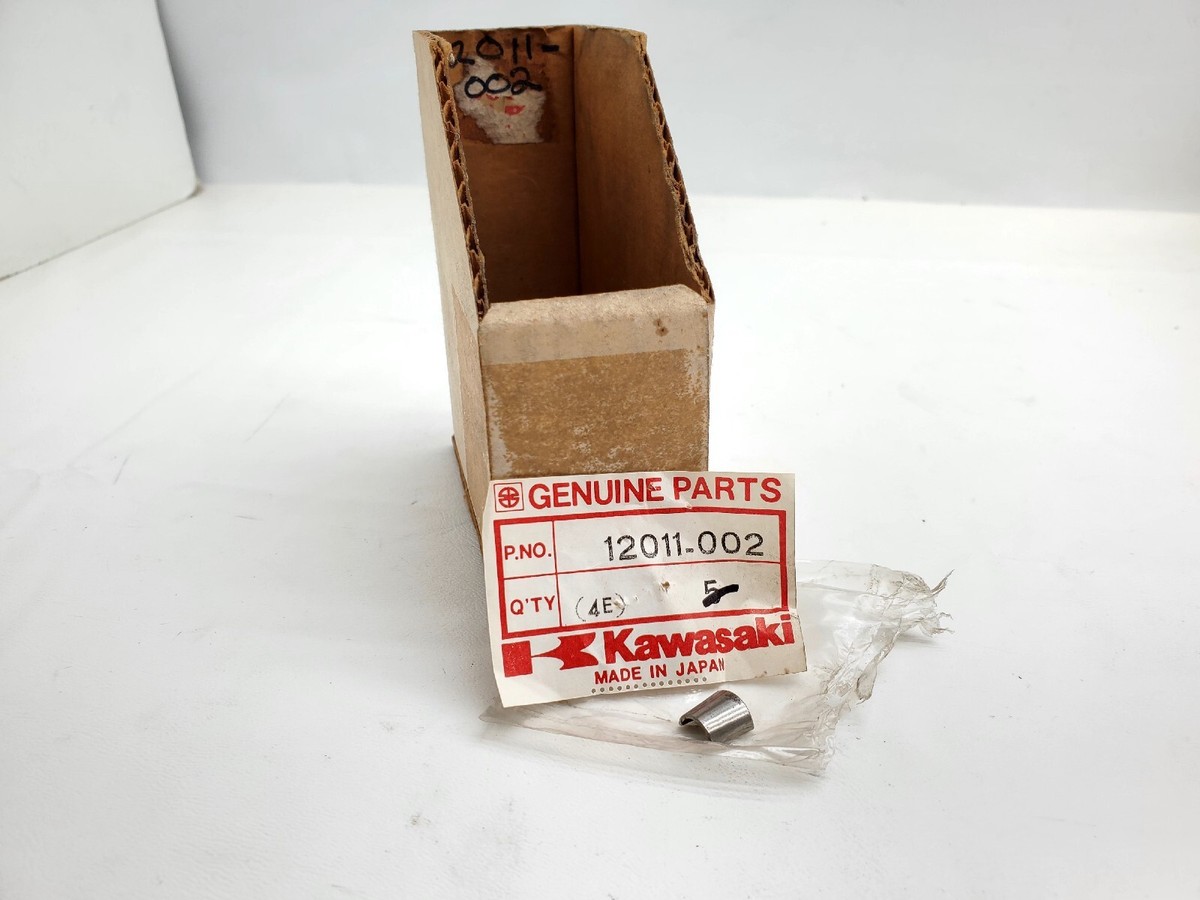 2011-
002
GENUINE PARTS
P.NO. 12011-002
Q'TY (4E) 5
Kawasaki
MADE IN JAPAN